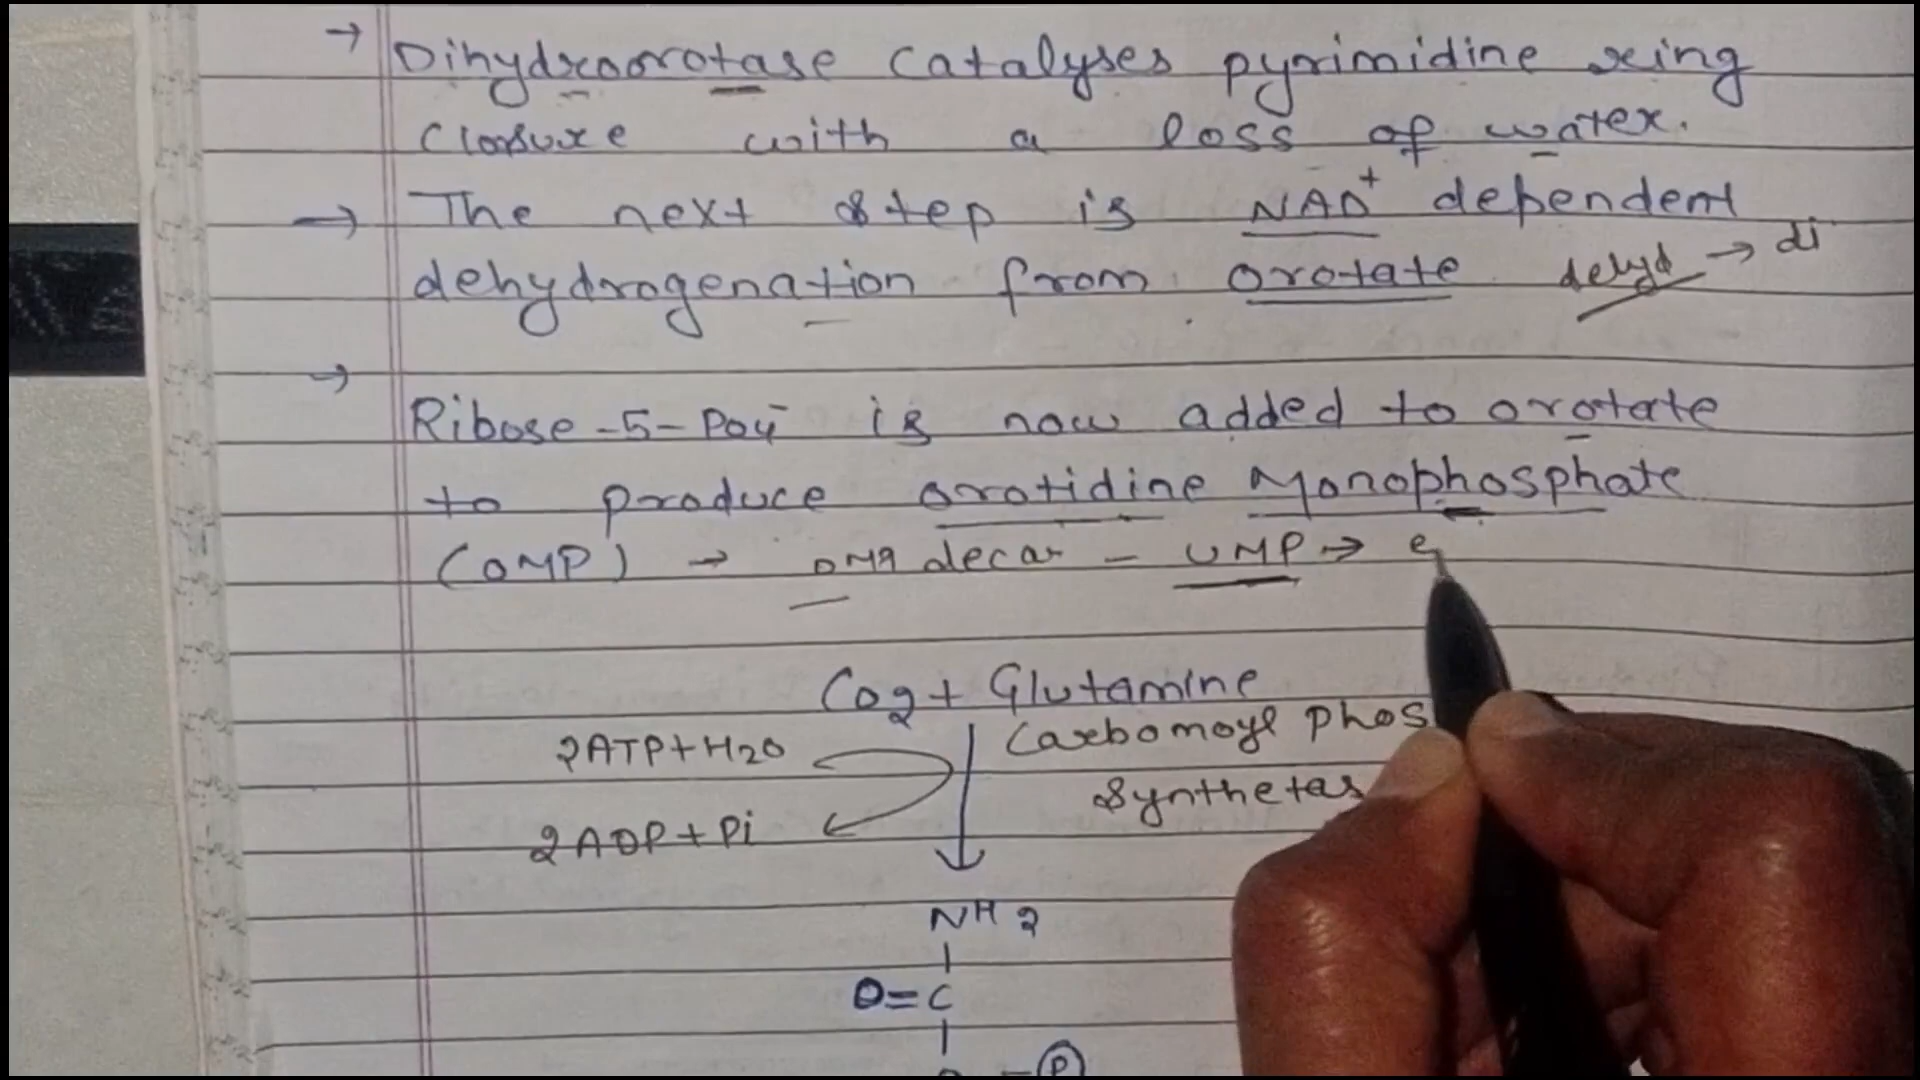 → Dihydroorotase catalyses pyrimidine ring
closure with a loss of water.
→ The next step is NAD+ dependent
dehydrogenation from orotate dehyd → di
→ Ribose-5-Po4 is now added to orotate
to produce orotidine Monophosphate
(OMP) → OMP decar - UMP → e
Co2 + Glutamine
2ATP+H2O Carbomoyl phos
Synthetas
2ADP+Pi
NH2
O=C
P